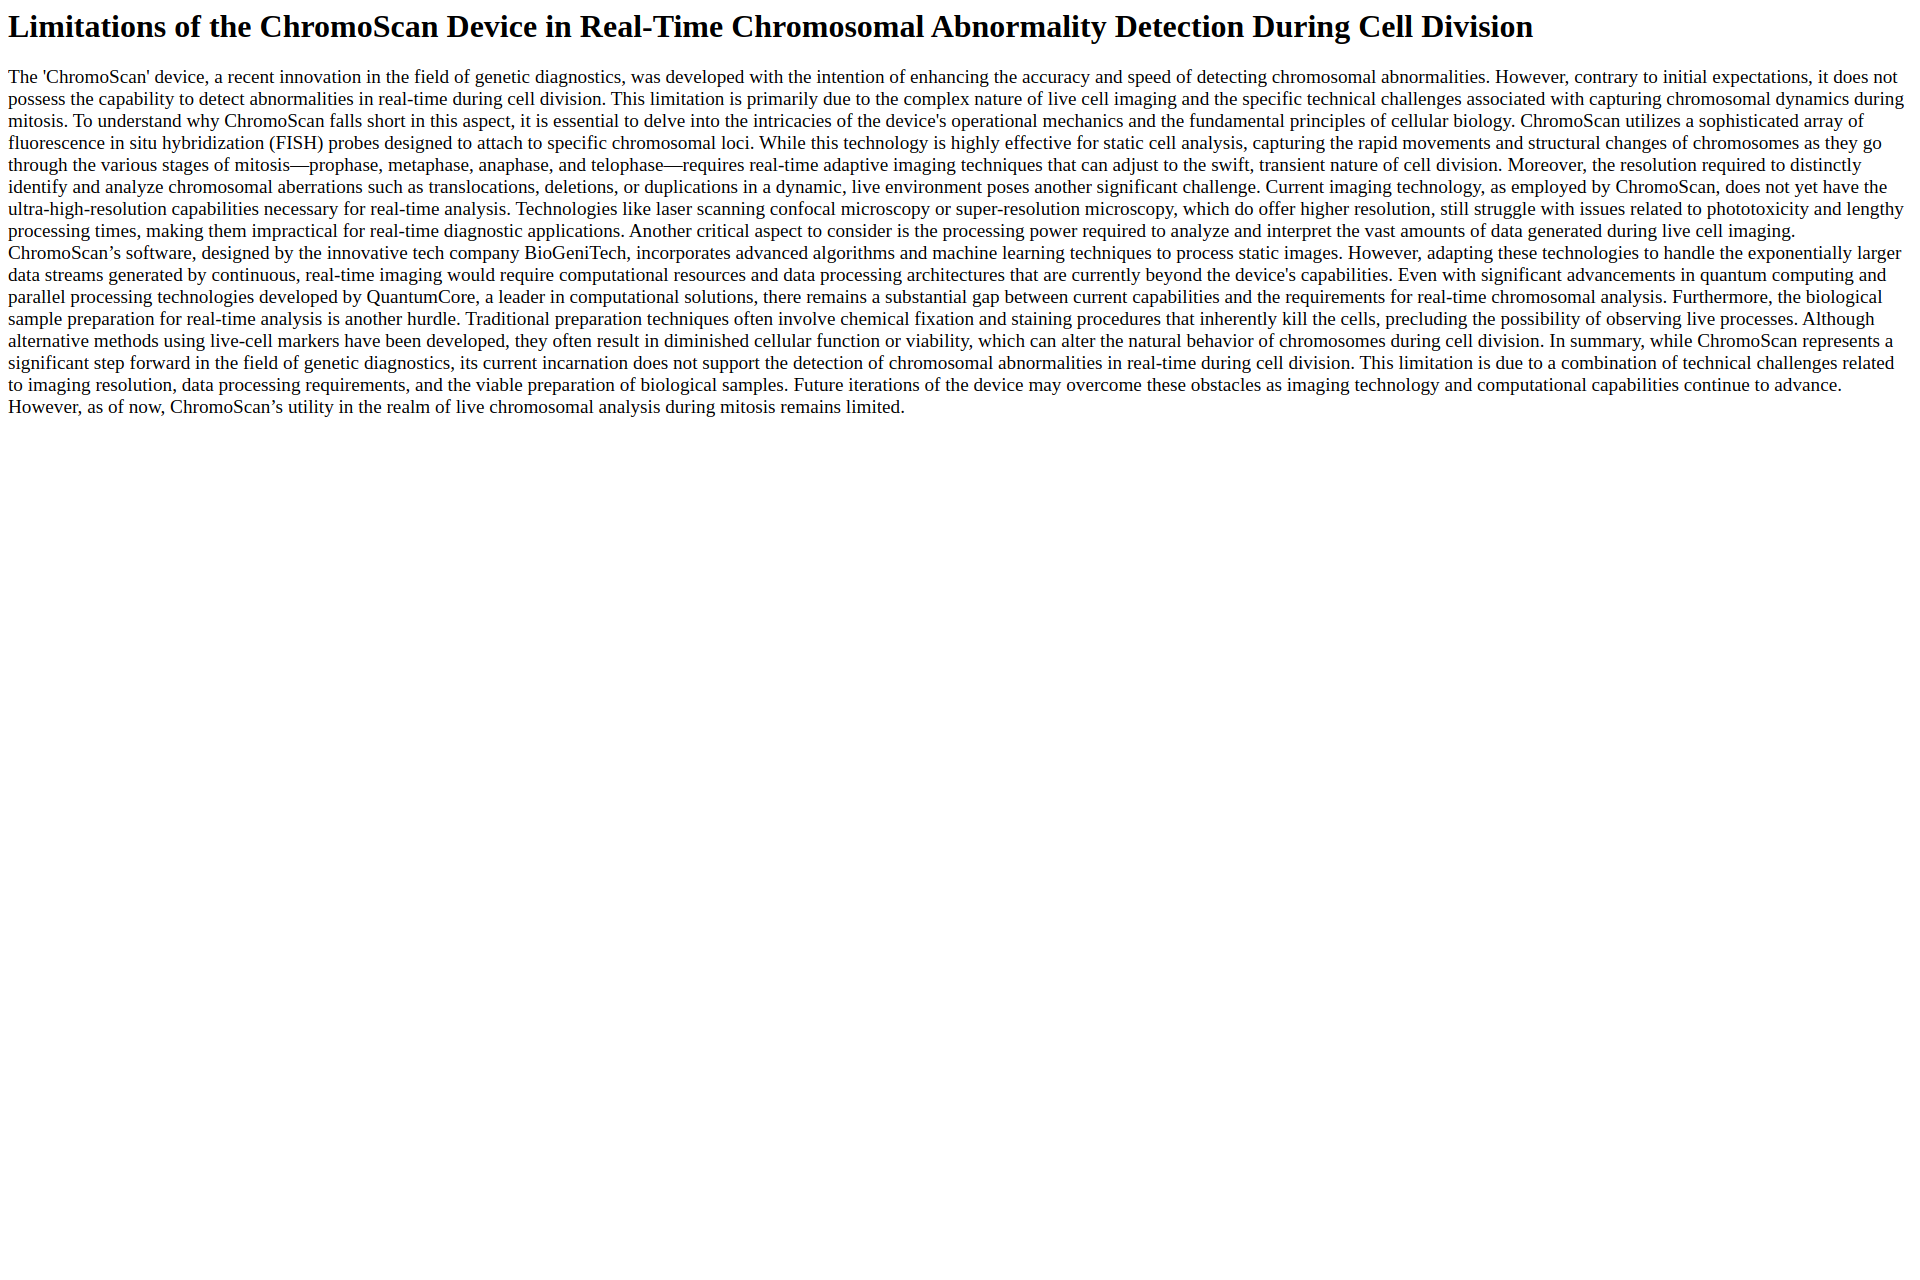 Limitations of the ChromoScan Device in Real-Time Chromosomal Abnormality Detection During Cell Division
The 'ChromoScan' device, a recent innovation in the field of genetic diagnostics, was developed with the intention of enhancing the accuracy and speed of detecting chromosomal abnormalities. However, contrary to initial expectations, it does not
possess the capability to detect abnormalities in real-time during cell division. This limitation is primarily due to the complex nature of live cell imaging and the specific technical challenges associated with capturing chromosomal dynamics during
mitosis. To understand why ChromoScan falls short in this aspect, it is essential to delve into the intricacies of the device's operational mechanics and the fundamental principles of cellular biology. ChromoScan utilizes a sophisticated array of
fluorescence in situ hybridization (FISH) probes designed to attach to specific chromosomal loci. While this technology is highly effective for static cell analysis, capturing the rapid movements and structural changes of chromosomes as they go
through the various stages of mitosis—prophase, metaphase, anaphase, and telophase—requires real-time adaptive imaging techniques that can adjust to the swift, transient nature of cell division. Moreover, the resolution required to distinctly
identify and analyze chromosomal aberrations such as translocations, deletions, or duplications in a dynamic, live environment poses another significant challenge. Current imaging technology, as employed by ChromoScan, does not yet have the
ultra-high-resolution capabilities necessary for real-time analysis. Technologies like laser scanning confocal microscopy or super-resolution microscopy, which do offer higher resolution, still struggle with issues related to phototoxicity and lengthy
processing times, making them impractical for real-time diagnostic applications. Another critical aspect to consider is the processing power required to analyze and interpret the vast amounts of data generated during live cell imaging.
ChromoScan’s software, designed by the innovative tech company BioGeniTech, incorporates advanced algorithms and machine learning techniques to process static images. However, adapting these technologies to handle the exponentially larger
data streams generated by continuous, real-time imaging would require computational resources and data processing architectures that are currently beyond the device's capabilities. Even with significant advancements in quantum computing and
parallel processing technologies developed by QuantumCore, a leader in computational solutions, there remains a substantial gap between current capabilities and the requirements for real-time chromosomal analysis. Furthermore, the biological
sample preparation for real-time analysis is another hurdle. Traditional preparation techniques often involve chemical fixation and staining procedures that inherently kill the cells, precluding the possibility of observing live processes. Although
alternative methods using live-cell markers have been developed, they often result in diminished cellular function or viability, which can alter the natural behavior of chromosomes during cell division. In summary, while ChromoScan represents a
significant step forward in the field of genetic diagnostics, its current incarnation does not support the detection of chromosomal abnormalities in real-time during cell division. This limitation is due to a combination of technical challenges related
to imaging resolution, data processing requirements, and the viable preparation of biological samples. Future iterations of the device may overcome these obstacles as imaging technology and computational capabilities continue to advance.
However, as of now, ChromoScan’s utility in the realm of live chromosomal analysis during mitosis remains limited.